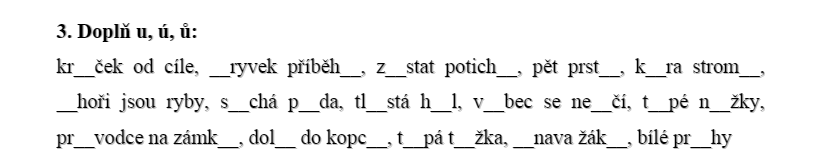 3. Doplň u, ú, ů:
kr__ček od cíle, __ryvek příběh__, z__stat potich__, pět prst__, k__ra strom__,
__hoři jsou ryby, s__chá p__da, tl__stá h__l, v__bec se ne__čí, t__pé n__žky,
pr__vodce na zámk__, dol__ do kopc__, t__pá t__žka, __nava žák__, bílé pr__hy